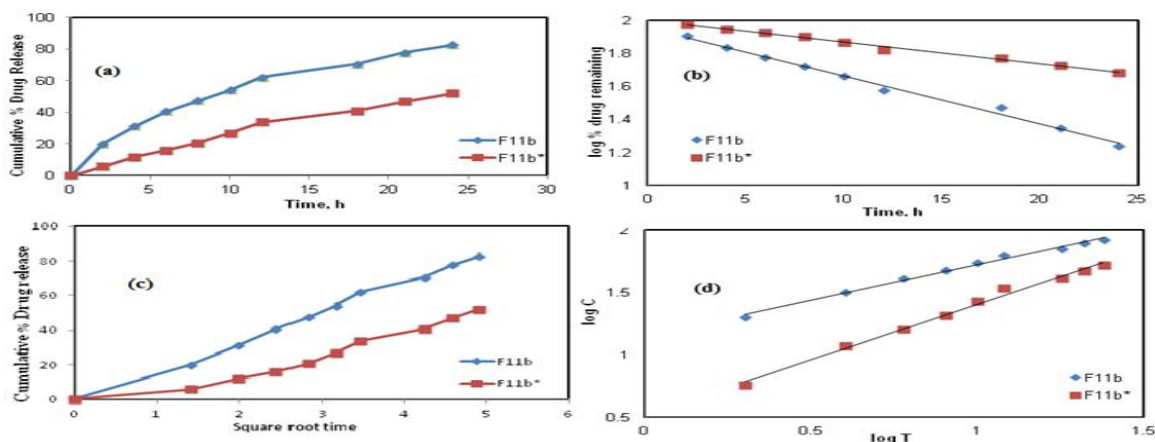 100
80
60
40
20
0
Cumulative % Drug Release
(a)
F11b
F11b*
0 5 10 15 20 25 30
Time, h
2
1.8
1.6
1.4
1.2
1
log % drug remaining
(b)
F11b
F11b*
0 5 10 15 20 25
Time, h
100
80
60
40
20
0
Cumulative % Drug release
(c)
F11b
F11b*
0 1 2 3 4 5 6
Square root time
2
1.5
1
0.5
log C
(d)
F11b
F11b*
0 0.5 1 1.5
log T